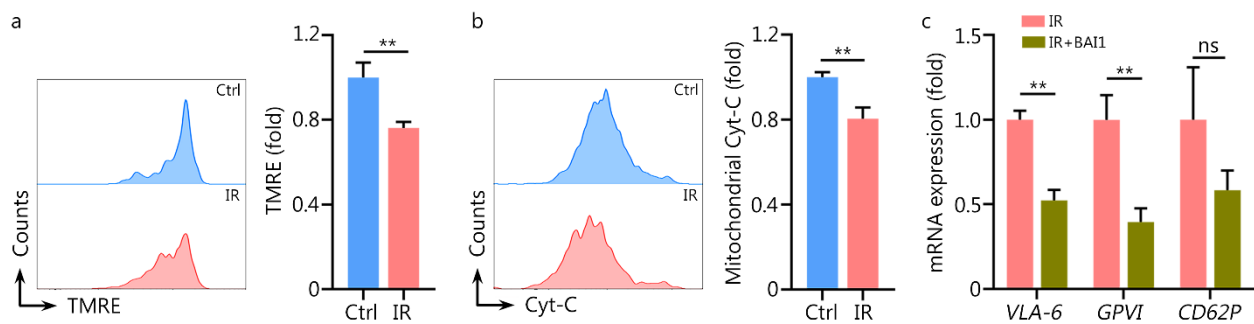 a
Ctrl
IR
Counts
TMRE
TMRE (fold)
1.2
0.8
0.4
0
**
Ctrl IR
b
Ctrl
IR
Counts
Cyt-C
Mitochondrial Cyt-C (fold)
1.2
0.8
0.4
0
**
Ctrl IR
c
IR
IR+BAI1
mRNA expression (fold)
1.5
1.0
0.5
0
**
**
ns
VLA-6 GPVI CD62P